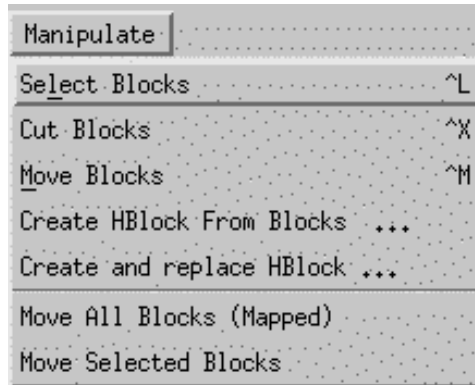 Manipulate
Select Blocks ^L
Cut Blocks ^X
Move Blocks ^M
Create HBlock From Blocks ...
Create and replace HBlock ...
Move All Blocks (Mapped)
Move Selected Blocks